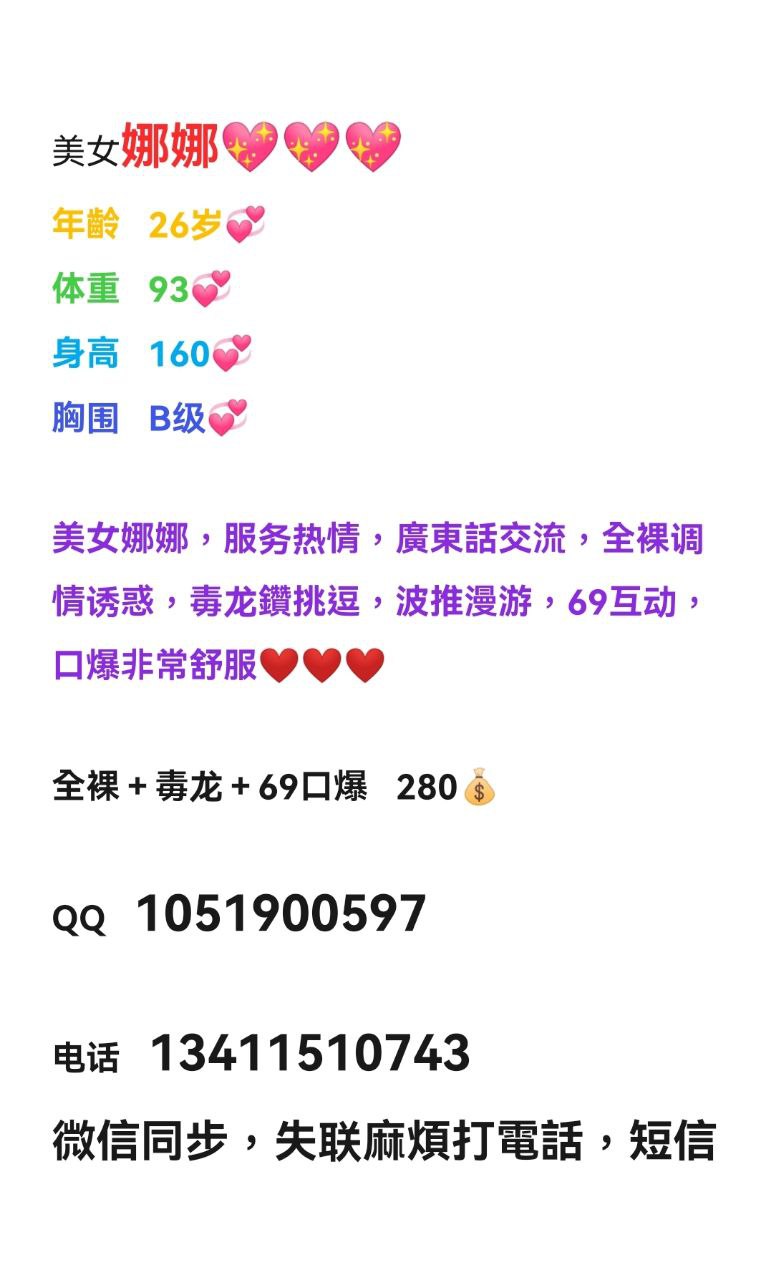 美女娜娜💖💖💖
年龄 26岁💞
体重 93💞
身高 160💞
胸围 B级💞
美女娜娜，服务热情，廣東話交流，全裸调
情诱惑，毒龙鑽挑逗，波推漫游，69互动，
口爆非常舒服❤️❤️❤️
全裸+毒龙+69口爆 280💰
QQ 1051900597
电话 13411510743
微信同步，失联麻煩打電話，短信